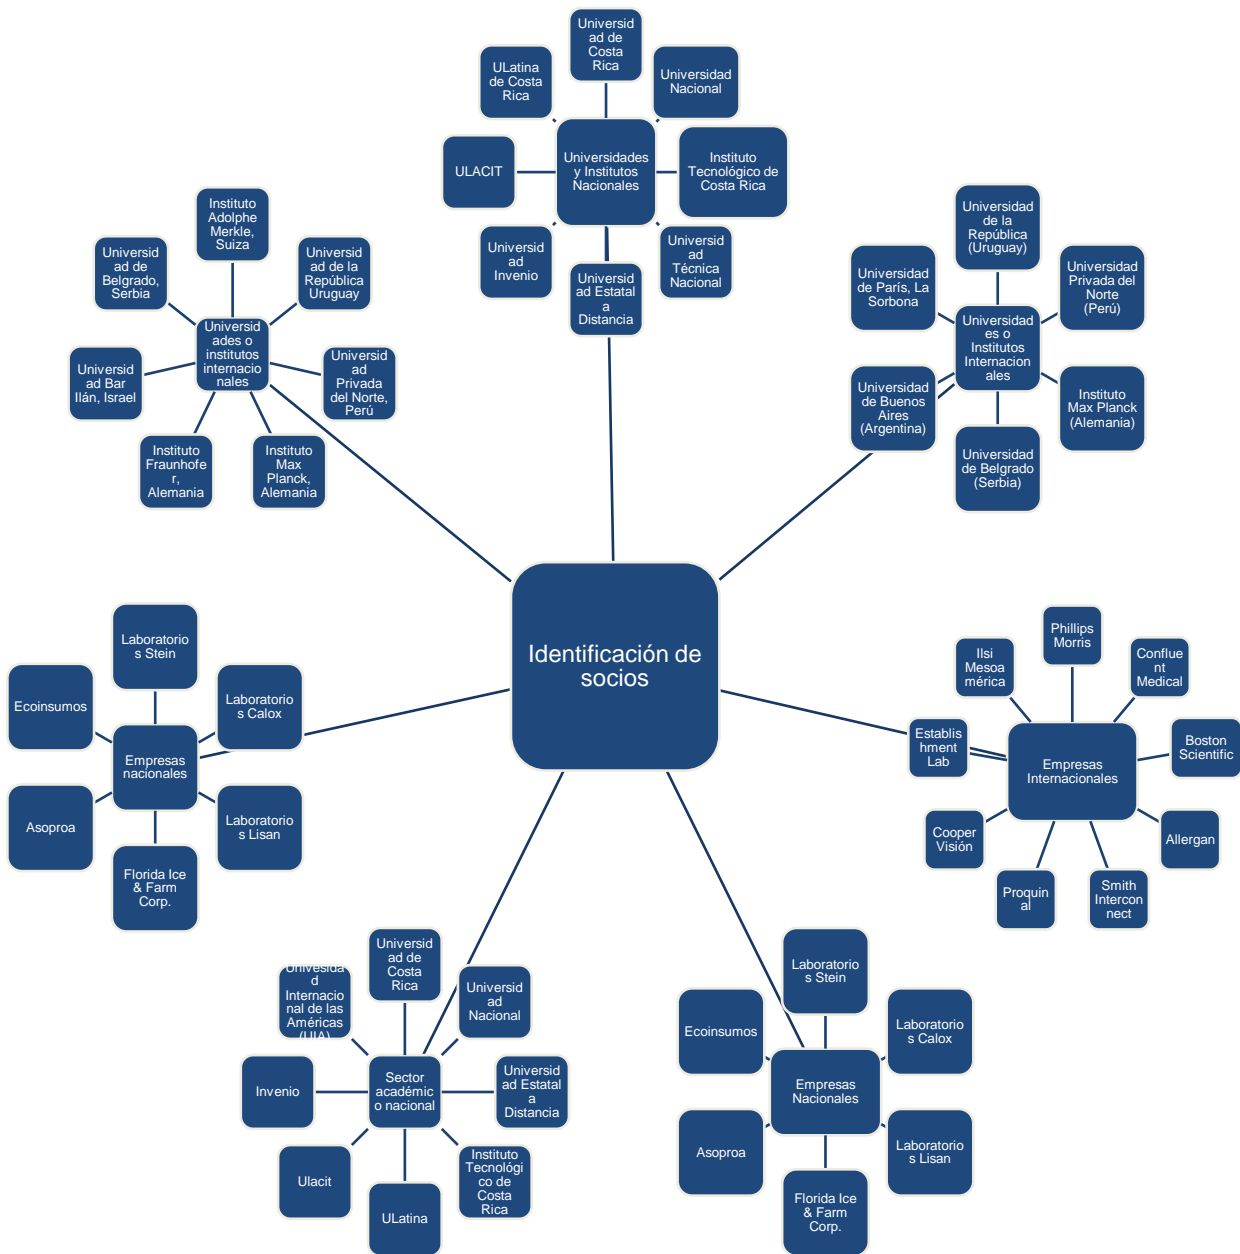 Universid
ad de
Costa
Rica
ULatina
de Costa
Rica
Universidad
Nacional
ULACIT
Universidades
y Institutos
Nacionales
Instituto
Tecnológico de
Costa Rica
Universid
ad
Invenio
Universid
ad
Técnica
Nacional
Universid
ad Estatal
a
Distancia
Instituto
Adolphe
Merkle,
Suiza
Universid
ad de
Belgrado,
Serbia
Universid
ad de la
República
Uruguay
Universid
ades o
institutos
internacio
nales
Universid
ad Bar
Ilán, Israel
Universid
ad
Privada
del Norte,
Perú
Instituto
Fraunhofe
r,
Alemania
Instituto
Max
Planck,
Alemania
Universidad
de la
República
(Uruguay)
Universidad
de París, La
Sorbona
Universidad
Privada del
Norte
(Perú)
Universidad
es o
Institutos
Internacion
ales
Universidad
de Buenos
Aires
(Argentina)
Instituto
Max Planck
(Alemania)
Universidad
de Belgrado
(Serbia)
Identificación de
socios
Laboratorio
s Stein
Ecoinsumos
Laboratorio
s Calox
Empresas
nacionales
Asoproa
Laboratorio
s Lisan
Florida Ice
& Farm
Corp.
Phillips
Morris
Ilsi
Mesoa
mérica
Conflue
nt
Medical
Establis
hment
Lab
Empresas
Internacionales
Boston
Scientific
Cooper
Visión
Allergan
Proquin
al
Smith
Intercon
nect
Universid
ad de
Costa
Rica
Univesida
d
Internacio
nal de las
Américas
(UIA)
Universid
ad
Nacional
Invenio
Sector
académic
o nacional
Universid
ad Estatal
a
Distancia
Ulacit
Instituto
Tecnológi
co de
Costa
Rica
ULatina
Laboratorio
s Stein
Ecoinsumos
Laboratorio
s Calox
Empresas
Nacionales
Asoproa
Laboratorio
s Lisan
Florida Ice
& Farm
Corp.